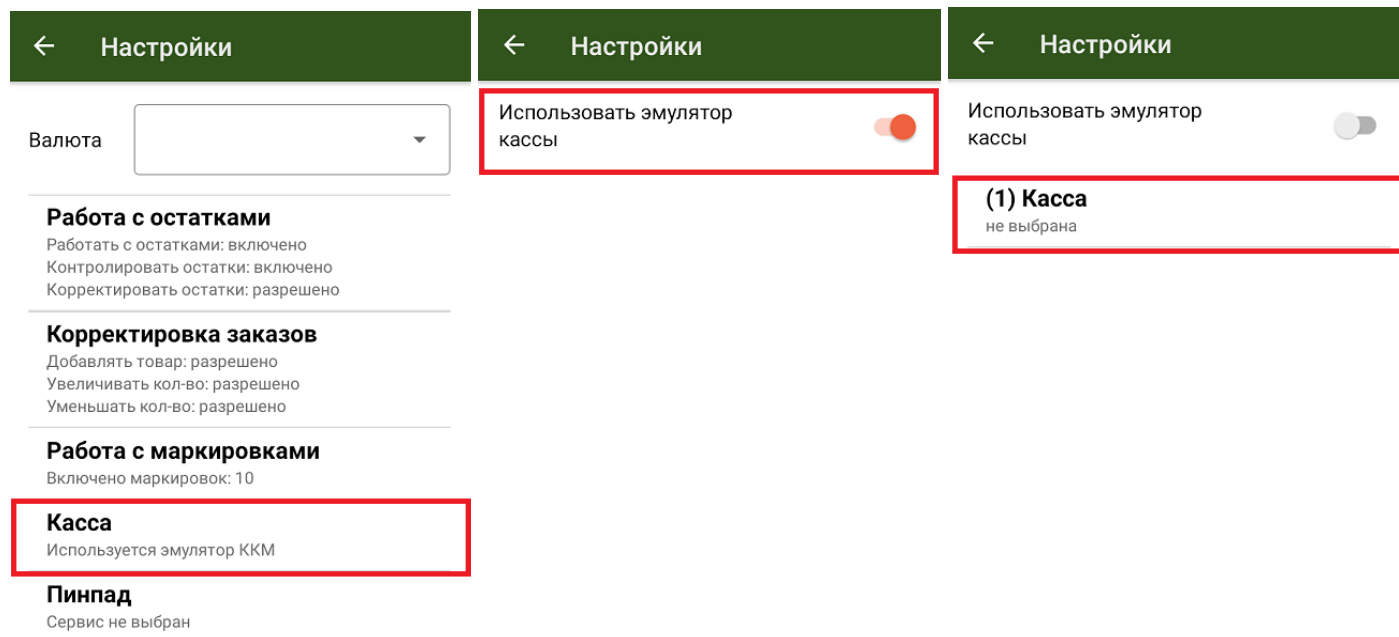 Настройки
Валюта
Работа с остатками
Работать с остатками: включено
Контролировать остатки: включено
Корректировать остатки: разрешено
Корректировка заказов
Добавлять товар: разрешено
Увеличивать кол-во: разрешено
Уменьшать кол-во: разрешено
Работа с маркировками
Включено маркировок: 10
Касса
Используется эмулятор ККМ
Пинпад
Сервис не выбран
Настройки
Использовать эмулятор
кассы
Настройки
Использовать эмулятор
кассы
(1) Касса
не выбрана